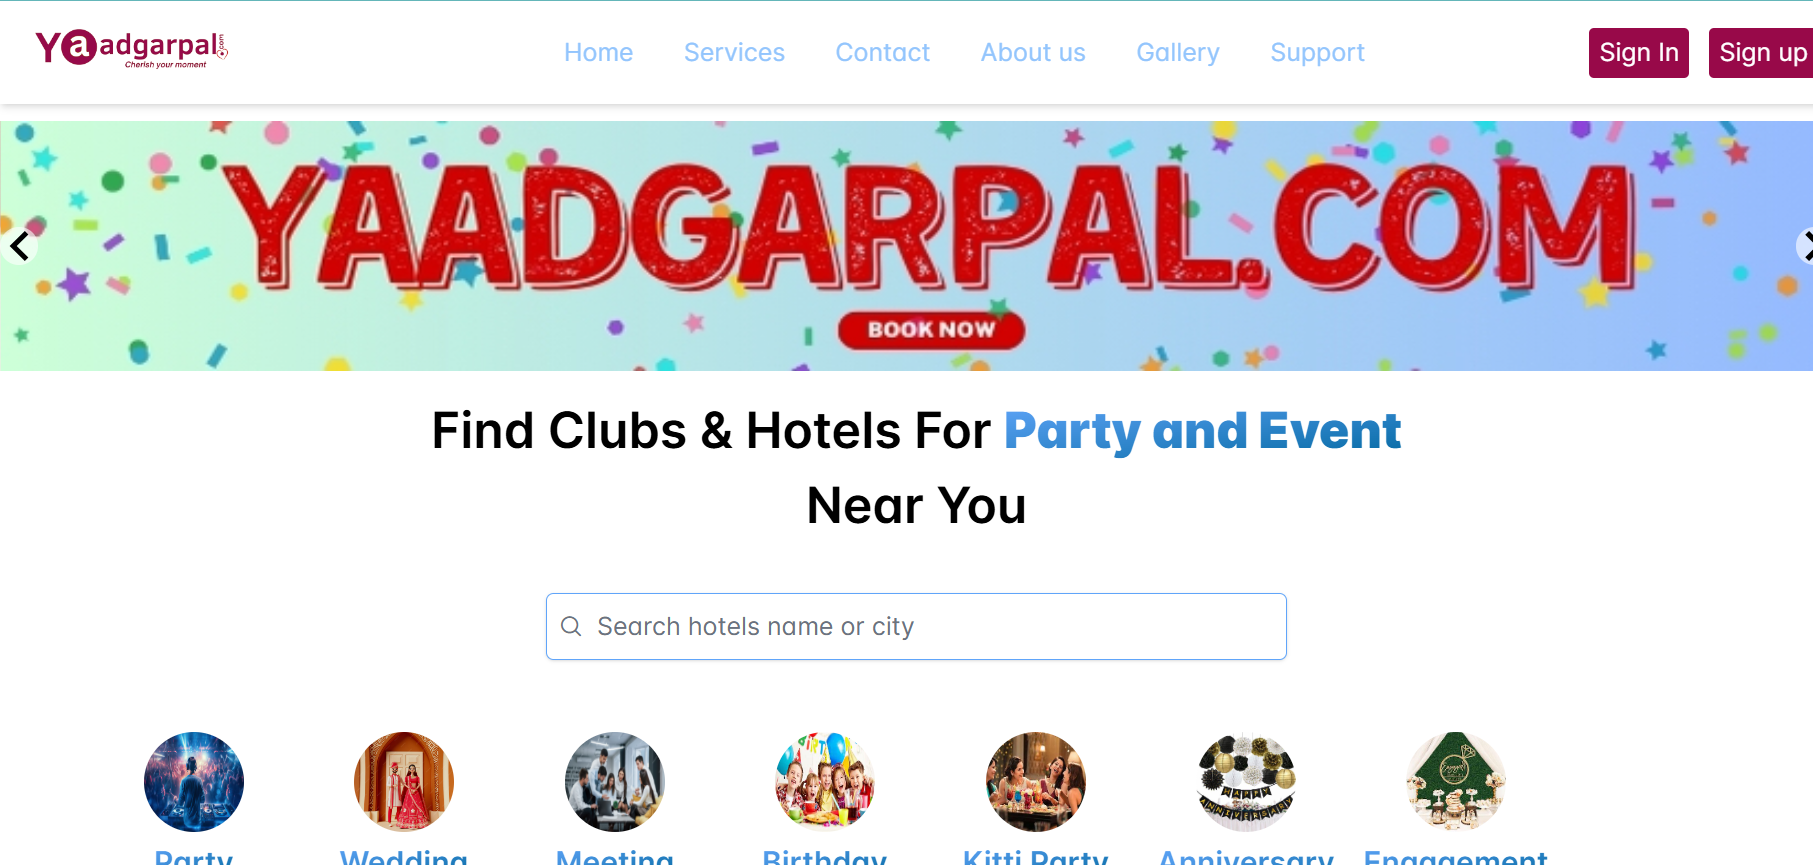 Yaadgarpal.com
Cherish your moment
Home Services Contact About us Gallery Support
Sign In Sign up
YAADGARPAL.COM
BOOK NOW
Find Clubs & Hotels For Party and Event
Near You
Search hotels name or city
Party Wedding Meeting Birthday Kitti Party Anniversary Engagement